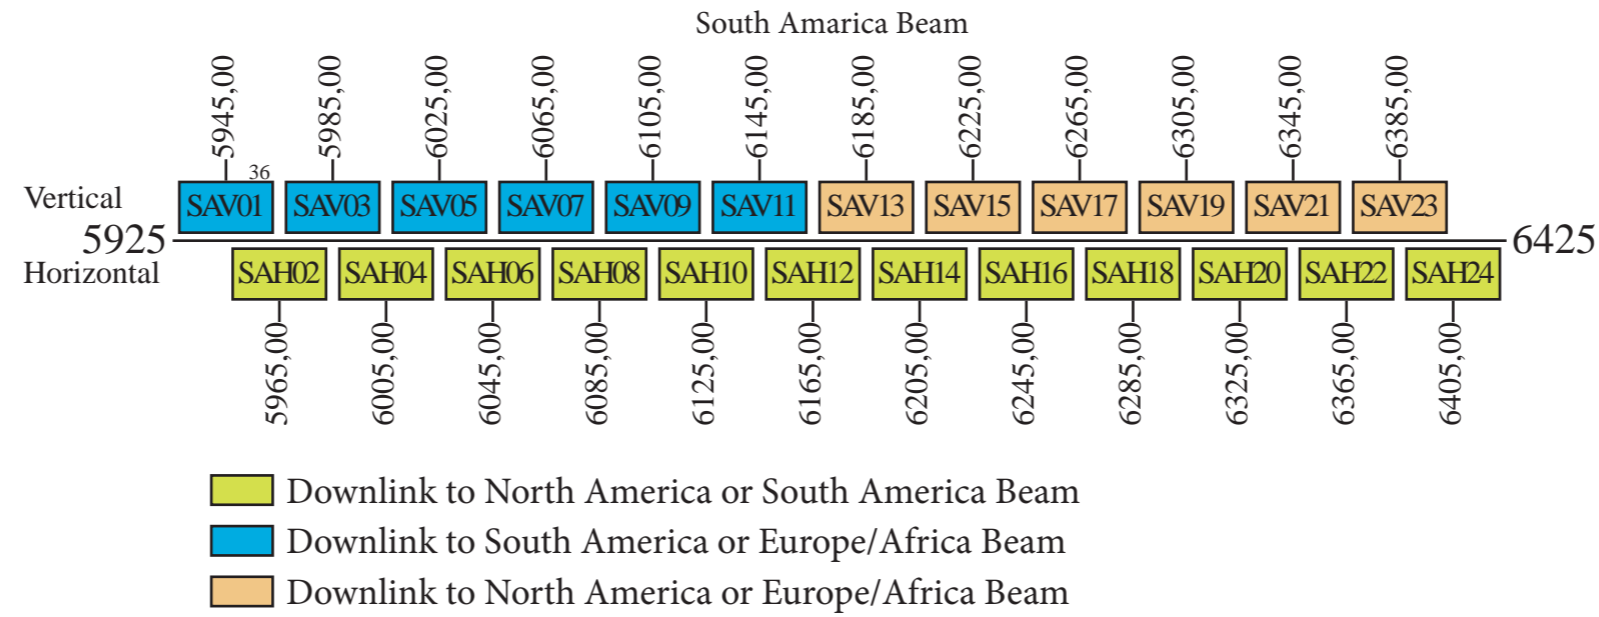 South Amarica Beam
5945,00 5985,00 6025,00 6065,00 6105,00 6145,00 6185,00 6225,00 6265,00 6305,00 6345,00 6385,00
36
Vertical SAV01 SAV03 SAV05 SAV07 SAV09 SAV11 SAV13 SAV15 SAV17 SAV19 SAV21 SAV23
5925 6425
Horizontal SAH02 SAH04 SAH06 SAH08 SAH10 SAH12 SAH14 SAH16 SAH18 SAH20 SAH22 SAH24
5965,00 6005,00 6045,00 6085,00 6125,00 6165,00 6205,00 6245,00 6285,00 6325,00 6365,00 6405,00
Downlink to North America or South America Beam
Downlink to South America or Europe/Africa Beam
Downlink to North America or Europe/Africa Beam